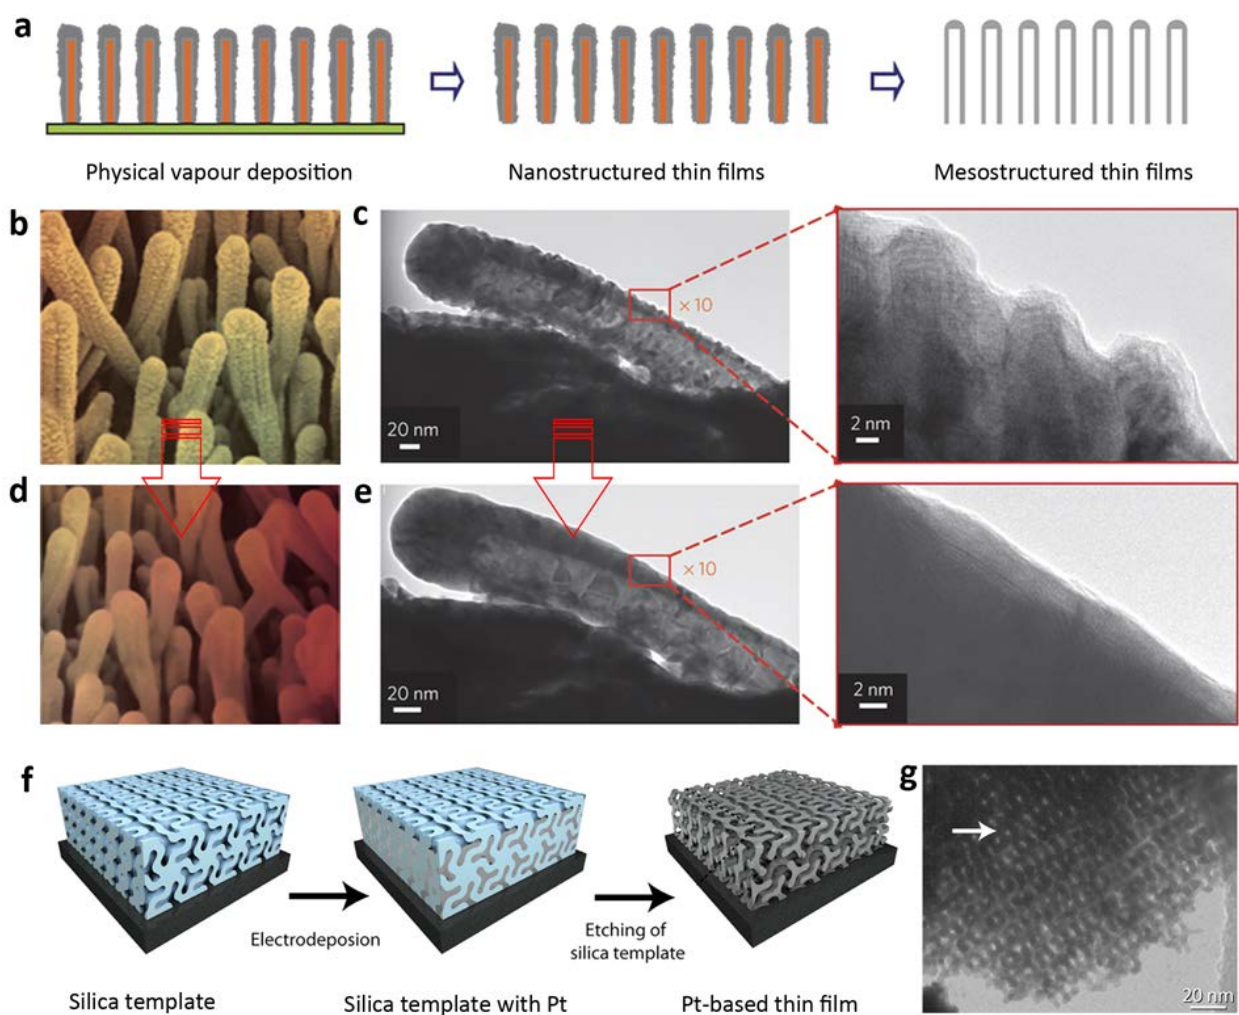 a
Physical vapour deposition
Nanostructured thin films
Mesostructured thin films
b
c
× 10
20 nm
2 nm
d
e
× 10
20 nm
2 nm
f
Electrodeposion
Etching of
silica template
Silica template
Silica template with Pt
Pt-based thin film
g
20 nm